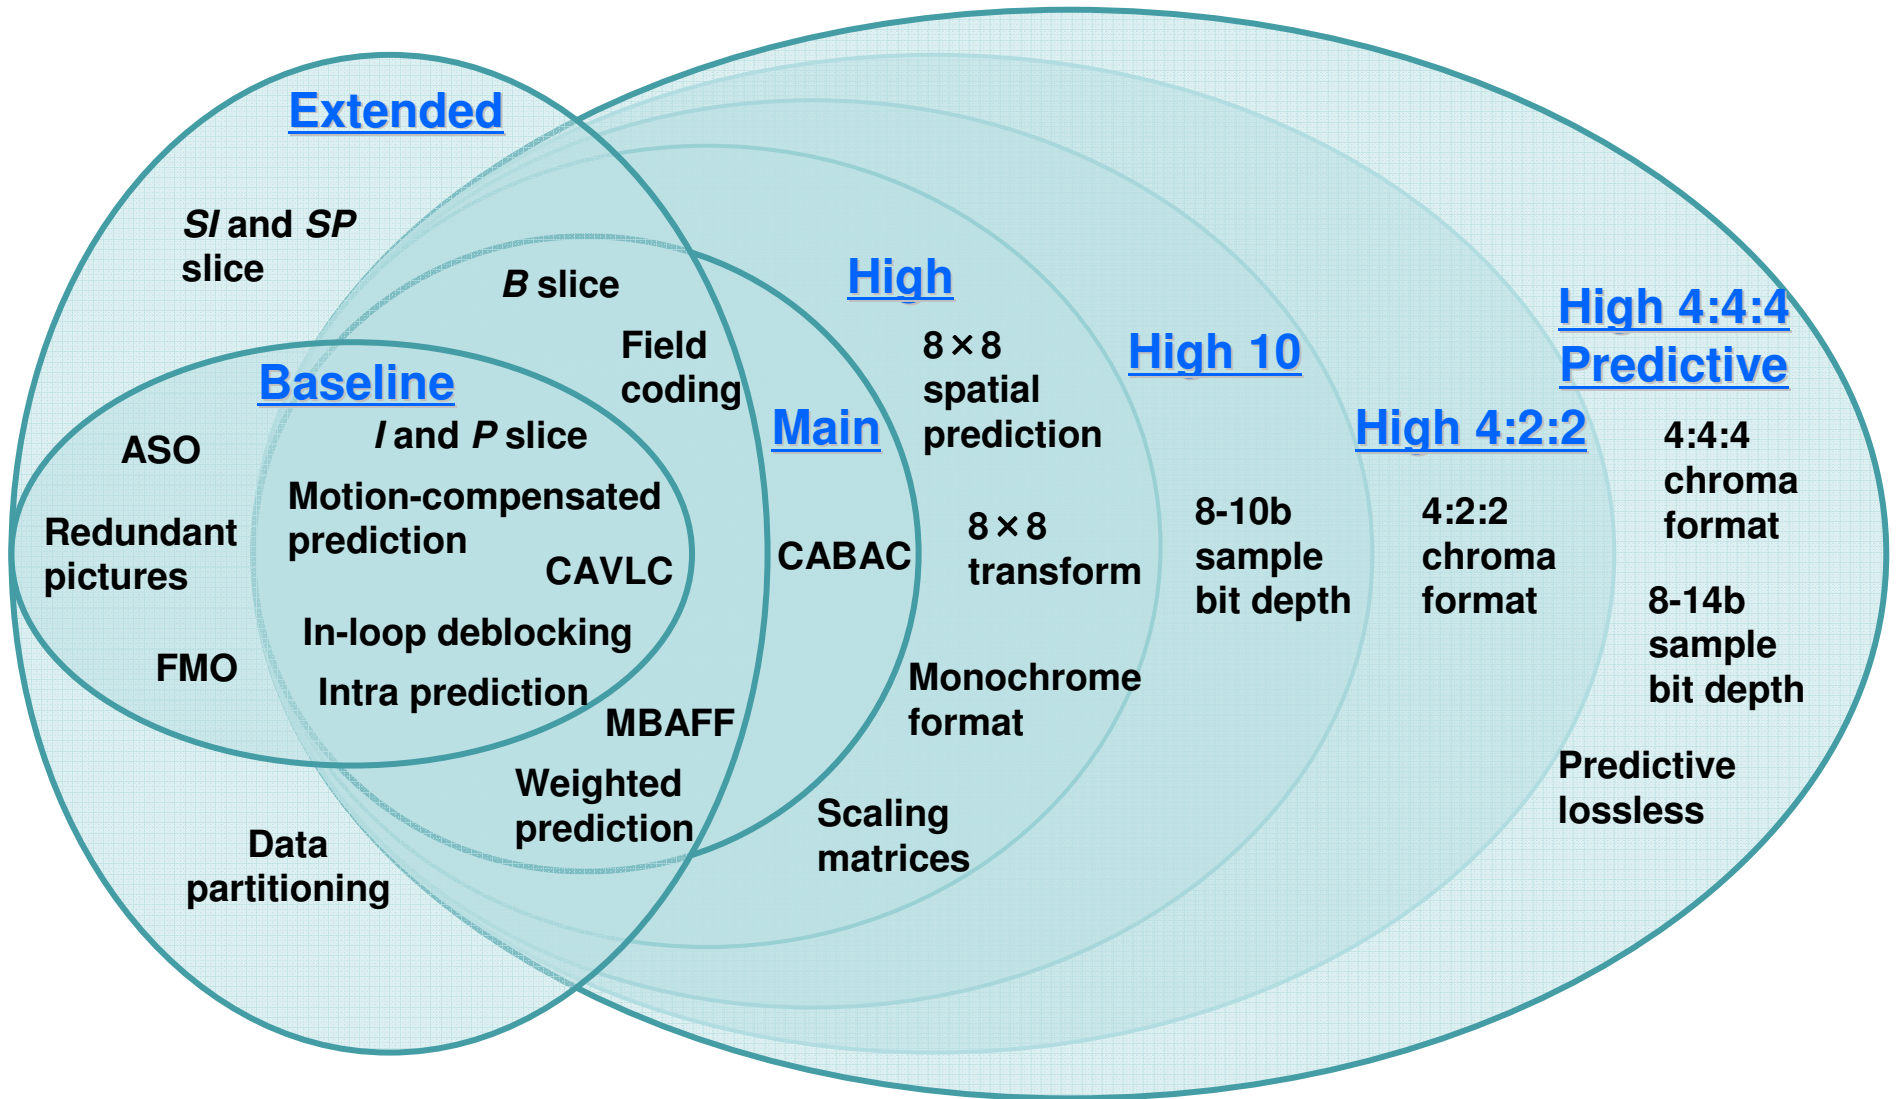 Extended
SI and SP
slice
B slice
Field
coding
Baseline
I and P slice
ASO
Motion-compensated
prediction
Redundant
pictures
CAVLC
In-loop deblocking
FMO
Intra prediction
MBAFF
Weighted
prediction
Data
partitioning
Main
CABAC
High
8×8
spatial
prediction
8×8
transform
Monochrome
format
Scaling
matrices
High 10
8-10b
sample
bit depth
High 4:2:2
4:2:2
chroma
format
High 4:4:4
Predictive
4:4:4
chroma
format
8-14b
sample
bit depth
Predictive
lossless